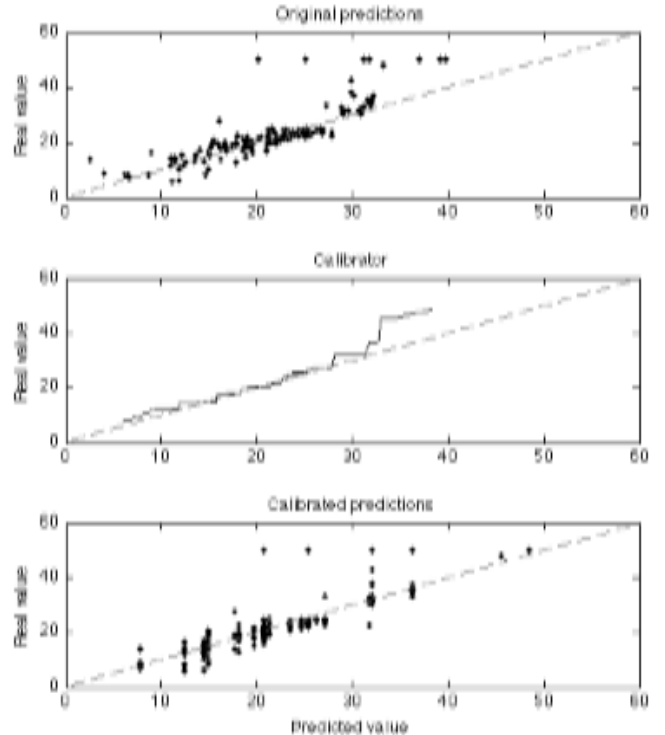 Original predictions
60
40
20
0
Real value
0 10 20 30 40 50 60
Calibrator
60
40
20
0
Real value
0 10 20 30 40 50 60
Calibrated predictions
60
40
20
0
Real value
0 10 20 30 40 50 60
Predicted value